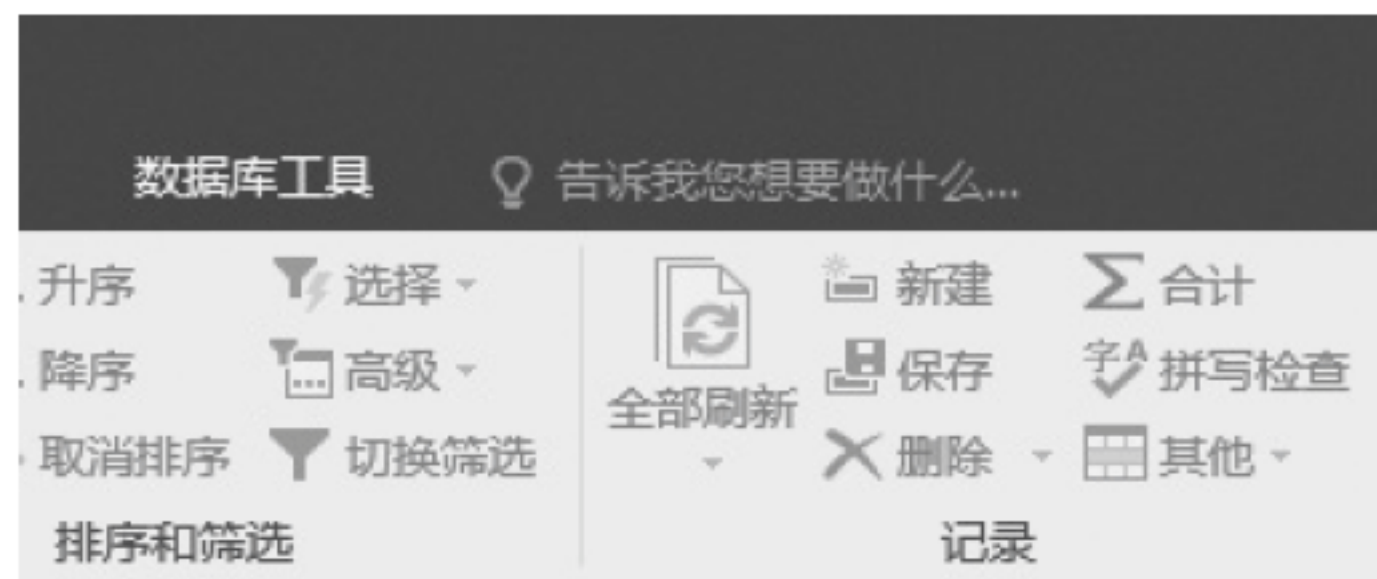 数据库工具 告诉我您想要做什么...
升序 选择 新建 合计
降序 高级 保存 字A 拼写检查
全部刷新
取消排序 切换筛选 删除 其他
排序和筛选 记录